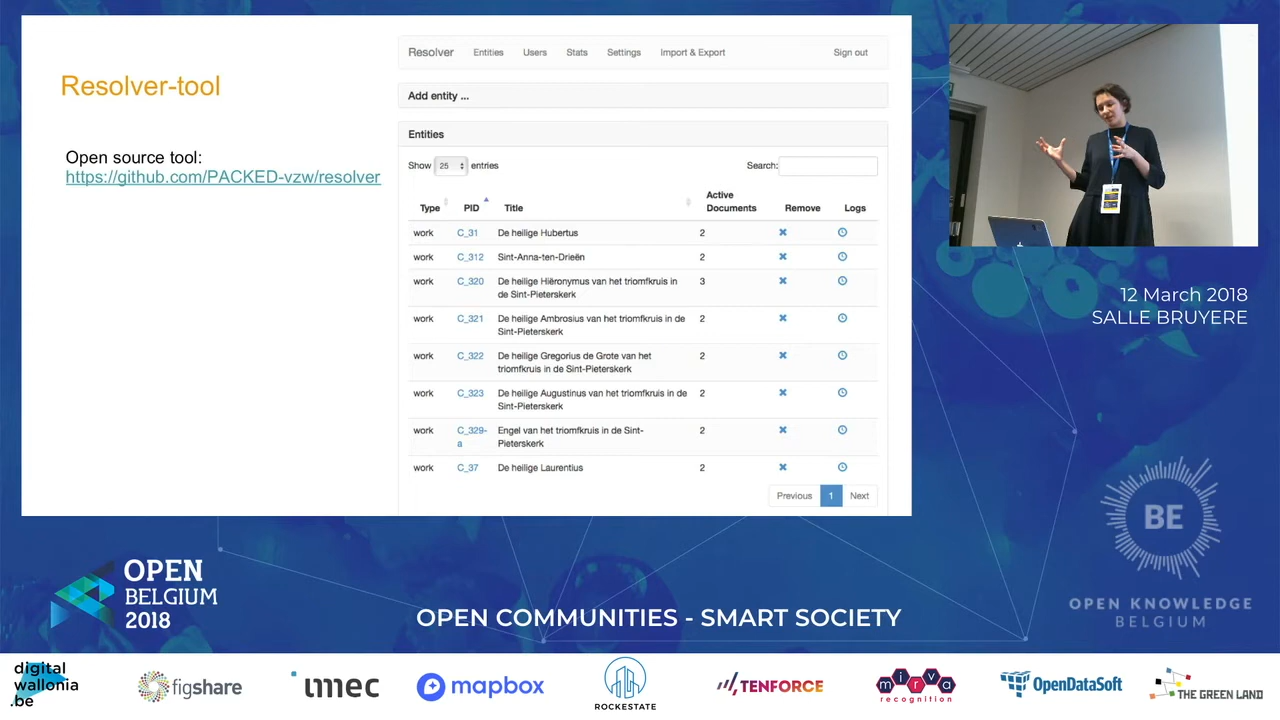 Resolver-tool
Open source tool:
https://github.com/PACKED-vzw/resolver
Resolver Entities Users Stats Settings Import & Export Sign out
Add entity ...
Entities
Show 25 entries Search:
Type PID Title Active Documents Remove Logs
work C_31 De heilige Hubertus 2
work C_312 Sint-Anna-ten-Drieën 2
work C_320 De heilige Hiëronymus van het triomfkruis in 3
de Sint-Pieterskerk
work C_321 De heilige Ambrosius van het triomfkruis in de 2
Sint-Pieterskerk
work C_322 De heilige Gregorius de Grote van het 2
triomfkruis in de Sint-Pieterskerk
work C_323 De heilige Augustinus van het triomfkruis in de 2
Sint-Pieterskerk
work C_329-a Engel van het triomfkruis in de Sint- 2
Pieterskerk
work C_37 De heilige Laurentius 2
Previous 1 Next
12 March 2018
SALLE BRUYERE
BE
OPEN KNOWLEDGE
BELGIUM
OPEN
BELGIUM
2018
OPEN COMMUNITIES - SMART SOCIETY
digital
wallonia
.be
figshare
imec
mapbox
ROCKESTATE
TENFORCE
mirva
recognition
OpenDataSoft
THE GREEN LAND